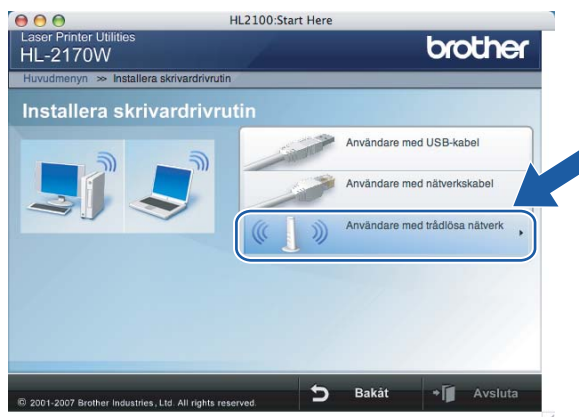 HL2100:Start Here
Laser Printer Utilities
HL-2170W
brother
Huvudmenyn >> Installera skrivardrivrutin
Installera skrivardrivrutin
Användare med USB-kabel
Användare med nätverkskabel
Användare med trådlösa nätverk
© 2001-2007 Brother Industries, Ltd. All rights reserved.
Bakåt
Avsluta